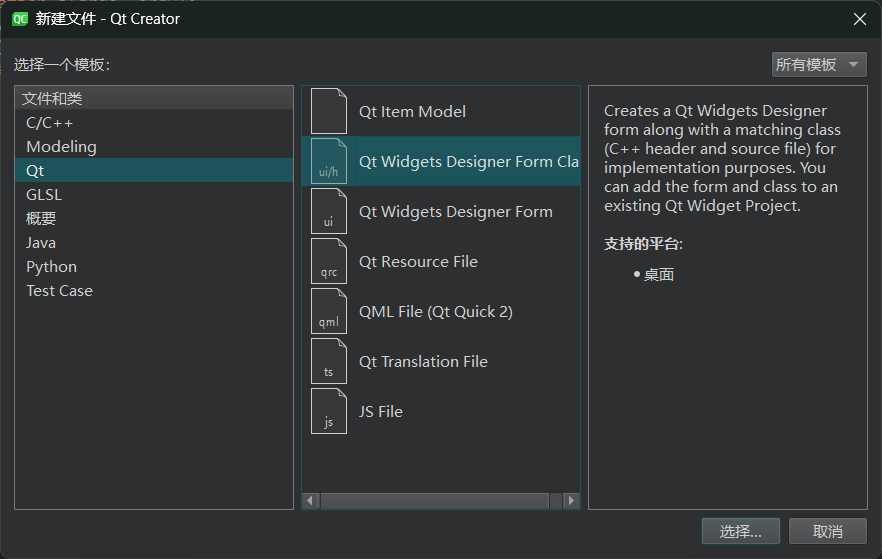 QC 新建文件 - Qt Creator
选择一个模板:
所有模板
文件和类
C/C++
Modeling
Qt
GLSL
概要
Java
Python
Test Case
Qt Item Model
ui/h
Qt Widgets Designer Form Cla
ui
Qt Widgets Designer Form
qrc
Qt Resource File
qml
QML File (Qt Quick 2)
ts
Qt Translation File
js
JS File
Creates a Qt Widgets Designer
form along with a matching class
(C++ header and source file) for
implementation purposes. You
can add the form and class to an
existing Qt Widget Project.
支持的平台:
• 桌面
选择...
取消